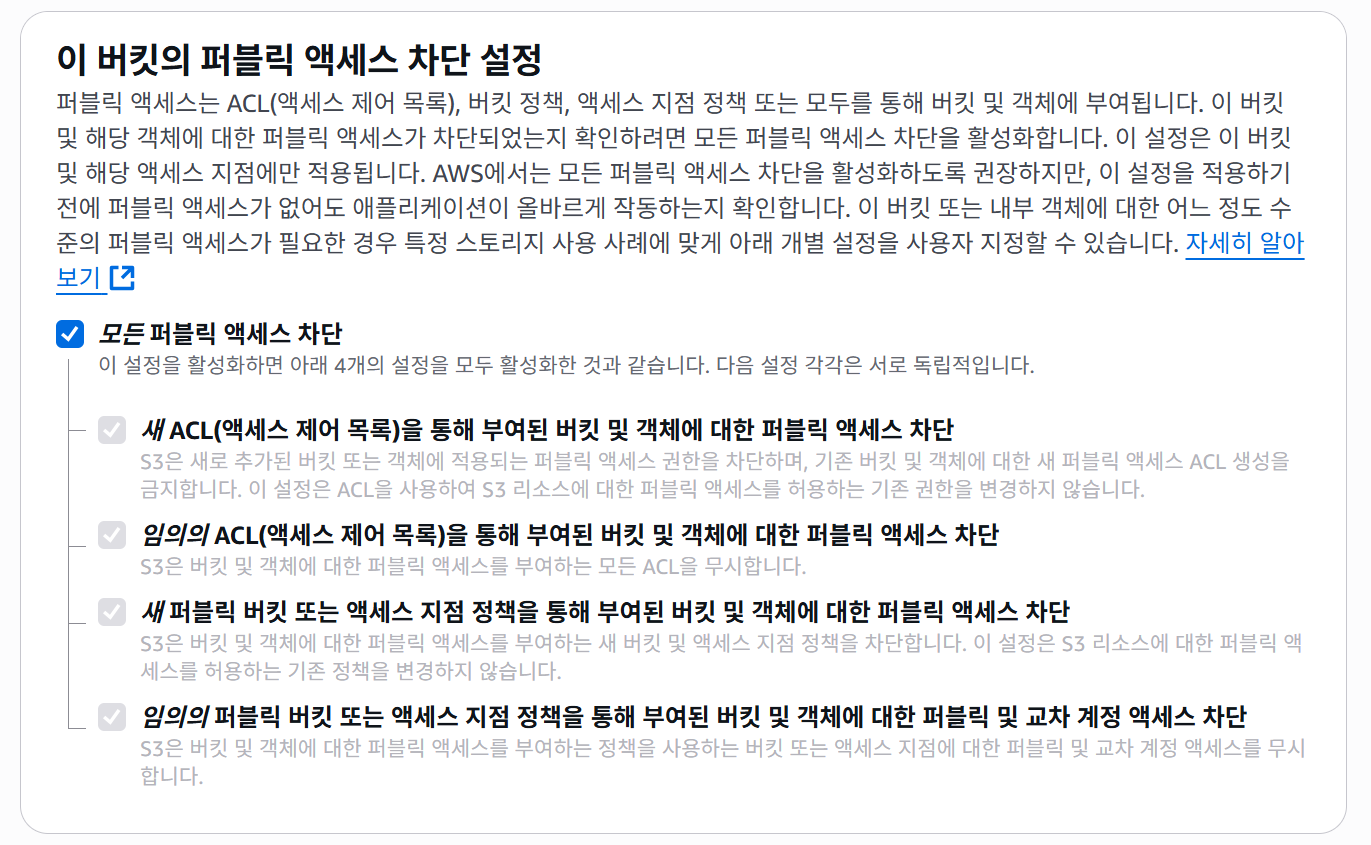 이 버킷의 퍼블릭 액세스 차단 설정
퍼블릭 액세스는 ACL(액세스 제어 목록), 버킷 정책, 액세스 지점 정책 또는 모두를 통해 버킷 및 객체에 부여됩니다. 이 버킷
및 해당 객체에 대한 퍼블릭 액세스가 차단되었는지 확인하려면 모든 퍼블릭 액세스 차단을 활성화합니다. 이 설정은 이 버킷
및 해당 액세스 지점에만 적용됩니다. AWS에서는 모든 퍼블릭 액세스 차단을 활성화하도록 권장하지만, 이 설정을 적용하기
전에 퍼블릭 액세스가 없어도 애플리케이션이 올바르게 작동하는지 확인합니다. 이 버킷 또는 내부 객체에 대한 어느 정도 수
준의 퍼블릭 액세스가 필요한 경우 특정 스토리지 사용 사례에 맞게 아래 개별 설정을 사용자 지정할 수 있습니다. 자세히 알아
보기
모든 퍼블릭 액세스 차단
이 설정을 활성화하면 아래 4개의 설정을 모두 활성화한 것과 같습니다. 다음 설정 각각은 서로 독립적입니다.
새 ACL(액세스 제어 목록)을 통해 부여된 버킷 및 객체에 대한 퍼블릭 액세스 차단
S3은 새로 추가된 버킷 또는 객체에 적용되는 퍼블릭 액세스 권한을 차단하며, 기존 버킷 및 객체에 대한 새 퍼블릭 액세스 ACL 생성을
금지합니다. 이 설정은 ACL을 사용하여 S3 리소스에 대한 퍼블릭 액세스를 허용하는 기존 권한을 변경하지 않습니다.
임의의 ACL(액세스 제어 목록)을 통해 부여된 버킷 및 객체에 대한 퍼블릭 액세스 차단
S3은 버킷 및 객체에 대한 퍼블릭 액세스를 부여하는 모든 ACL을 무시합니다.
새 퍼블릭 버킷 또는 액세스 지점 정책을 통해 부여된 버킷 및 객체에 대한 퍼블릭 액세스 차단
S3은 버킷 및 객체에 대한 퍼블릭 액세스를 부여하는 새 버킷 및 액세스 지점 정책을 차단합니다. 이 설정은 S3 리소스에 대한 퍼블릭 액
세스를 허용하는 기존 정책을 변경하지 않습니다.
임의의 퍼블릭 버킷 또는 액세스 지점 정책을 통해 부여된 버킷 및 객체에 대한 퍼블릭 및 교차 계정 액세스 차단
S3은 버킷 및 객체에 대한 퍼블릭 액세스를 부여하는 정책을 사용하는 버킷 또는 액세스 지점에 대한 퍼블릭 및 교차 계정 액세스를 무시
합니다.